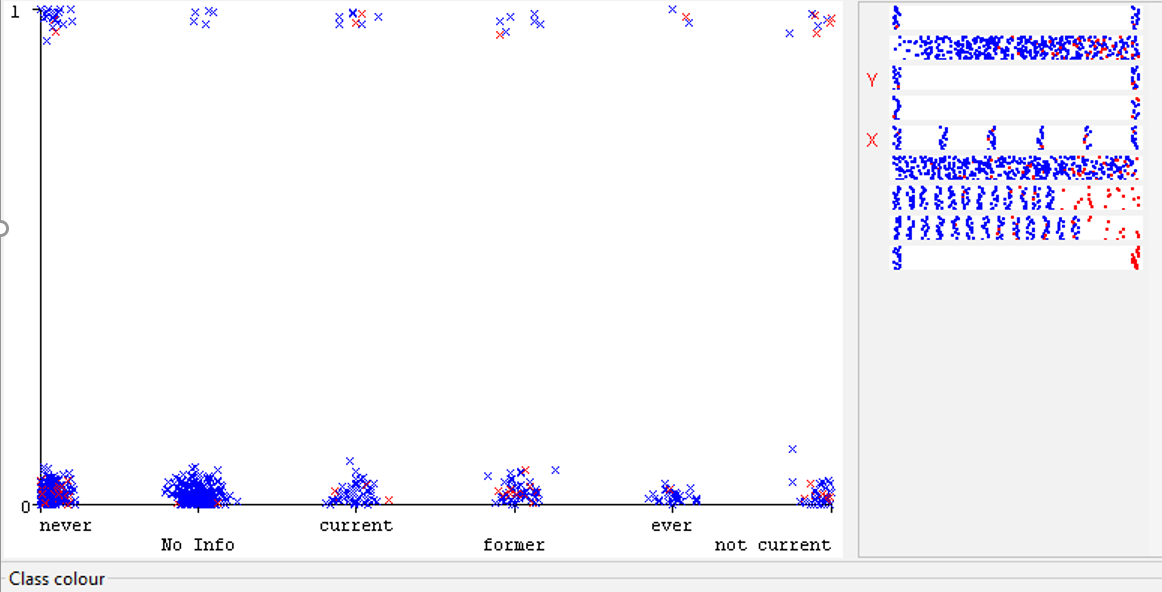 1
Y
X
0
never
current
ever
No Info
former
not current
Class colour